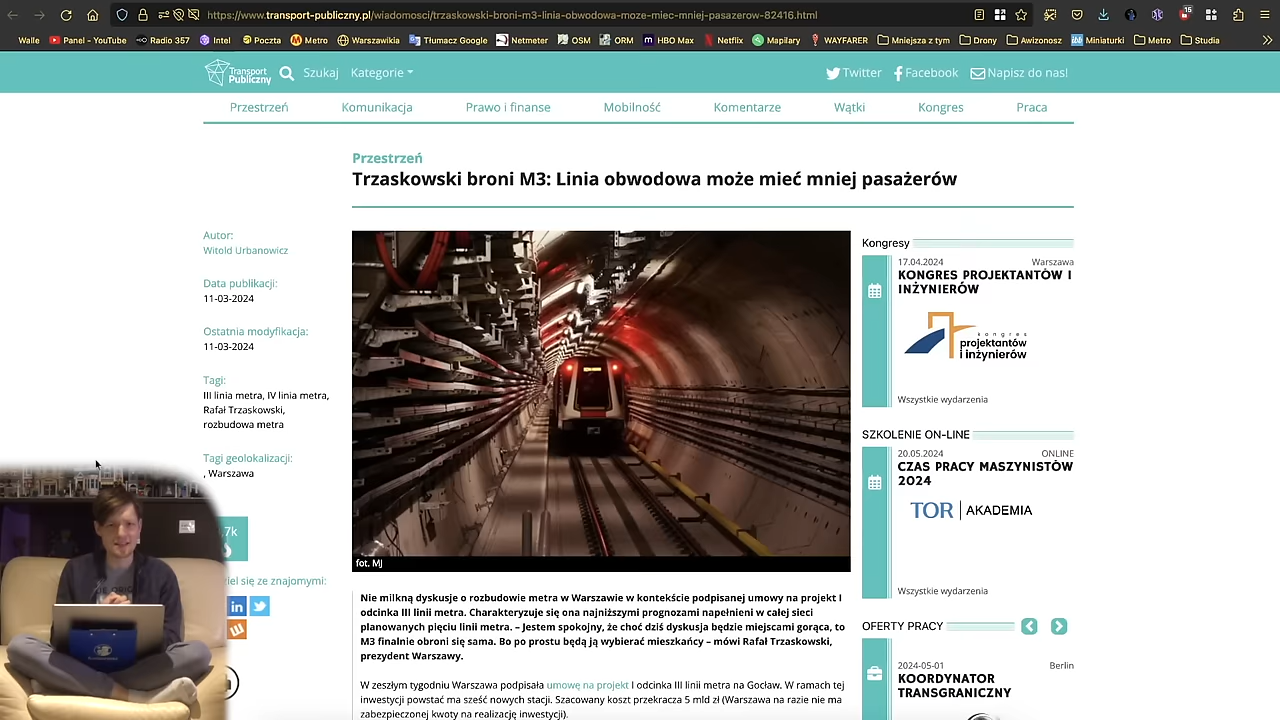 https://www.transport-publiczny.pl/wiadomosci/trzaskowski-broni-m3-linia-obwodowa-moze-miec-mniej-pasazerow-82416.html
15
Walle Panel - YouTube Radio 357 Intel Poczta Metro Warszawikia Tłumacz Google Netmeter OSM ORM HBO Max Netflix Mapilary WAYFARER Mniejsza z tym Drony Awizonosz Miniaturki Metro Studia
Transport Publiczny Szukaj Kategorie Twitter Facebook Napisz do nas!
Przestrzeń Komunikacja Prawo i finanse Mobilność Komentarze Wątki Kongres Praca
Przestrzeń
Trzaskowski broni M3: Linia obwodowa może mieć mniej pasażerów
Autor:
Witold Urbanowicz
Data publikacji:
11-03-2024
Ostatnia modyfikacja:
11-03-2024
Tagi:
III linia metra, IV linia metra,
Rafał Trzaskowski,
rozbudowa metra
Tagi geolokalizacji:
, Warszawa
7k
się ze znajomymi:
fot. MJ
Nie milkną dyskusje o rozbudowie metra w Warszawie w kontekście podpisanej umowy na projekt I
odcinka III linii metra. Charakteryzuje się ona najniższymi prognozami napełnień w całej sieci
planowanych pięciu linii metra. – Jestem spokojny, że choć dziś dyskusja będzie miejscami gorąca, to
M3 finalnie obroni się sama. Bo po prostu będą ją wybierać mieszkańcy – mówi Rafał Trzaskowski,
prezydent Warszawy.
W zeszłym tygodniu Warszawa podpisała umowę na projekt I odcinka III linii metra na Gocław. W ramach tej
inwestycji powstać ma sześć nowych stacji. Szacowany koszt przekracza 5 mld zł (Warszawa na razie nie ma
zabezpieczonej kwoty na realizację inwestycji).
Kongresy
17.04.2024 Warszawa
KONGRES PROJEKTANTÓW I
INŻYNIERÓW
kongres
projektantów
i inżynierów
Wszystkie wydarzenia
SZKOLENIE ON-LINE
20.05.2024 ONLINE
CZAS PRACY MASZYNISTÓW
2024
TOR AKADEMIA
Wszystkie wydarzenia
OFERTY PRACY
2024-05-01 Berlin
KOORDYNATOR
TRANSGRANICZNY